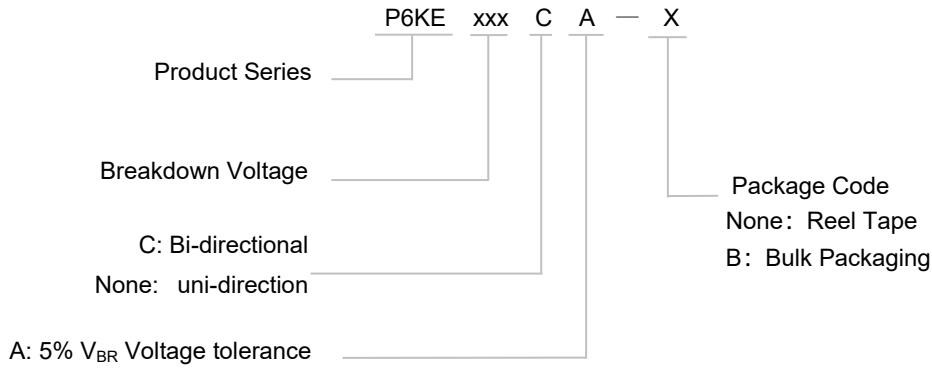 P6KE xxx C A — X
Product Series
Breakdown Voltage
Package Code
None： Reel Tape
B： Bulk Packaging
C: Bi-directional
None: uni-direction
A: 5% VBR Voltage tolerance